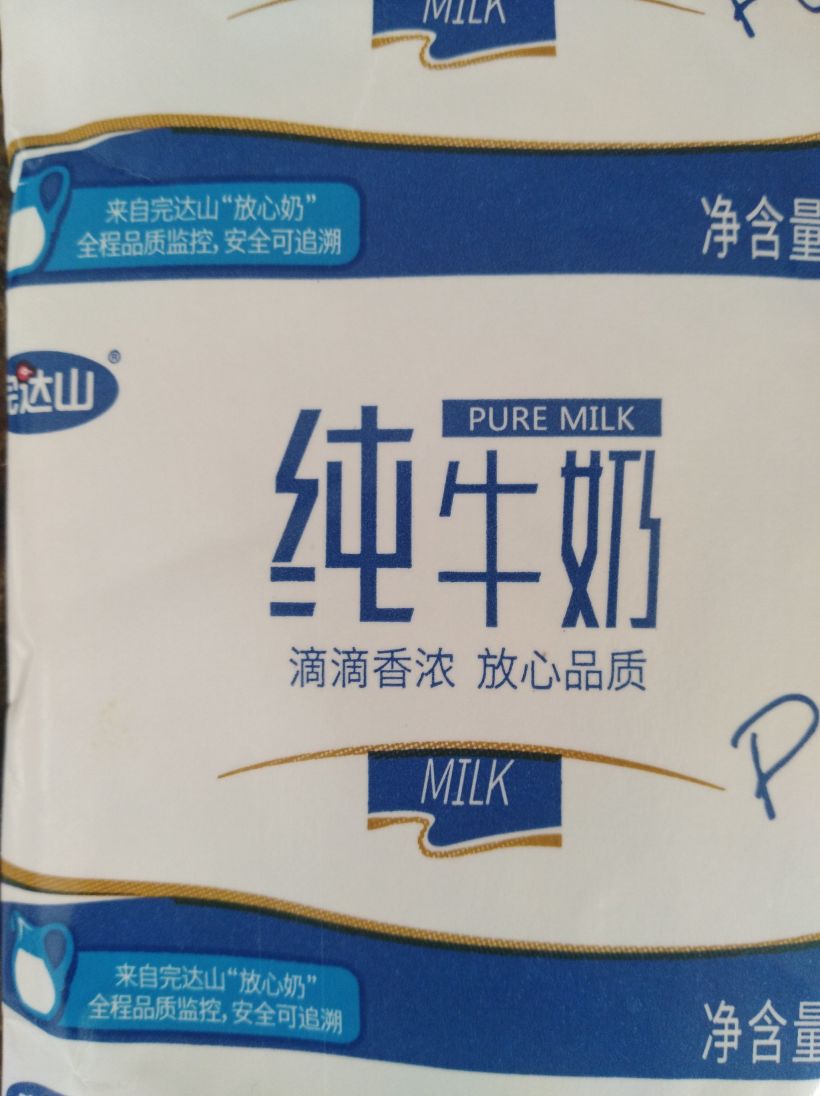 MILK
来自完达山“放心奶”
全程品质监控,安全可追溯
净含量
完达山®
PURE MILK
纯牛奶
滴滴香浓 放心品质
MILK
P
来自完达山“放心奶”
全程品质监控,安全可追溯
净含量